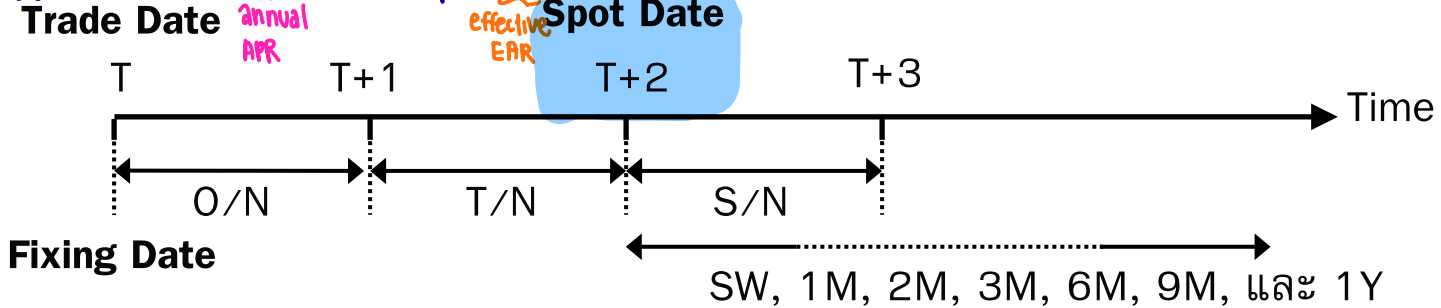 Trade Date annual effective Spot Date
APR EAR
T T+1 T+2 T+3
Time
O/N T/N S/N
Fixing Date
SW, 1M, 2M, 3M, 6M, 9M, และ 1Y